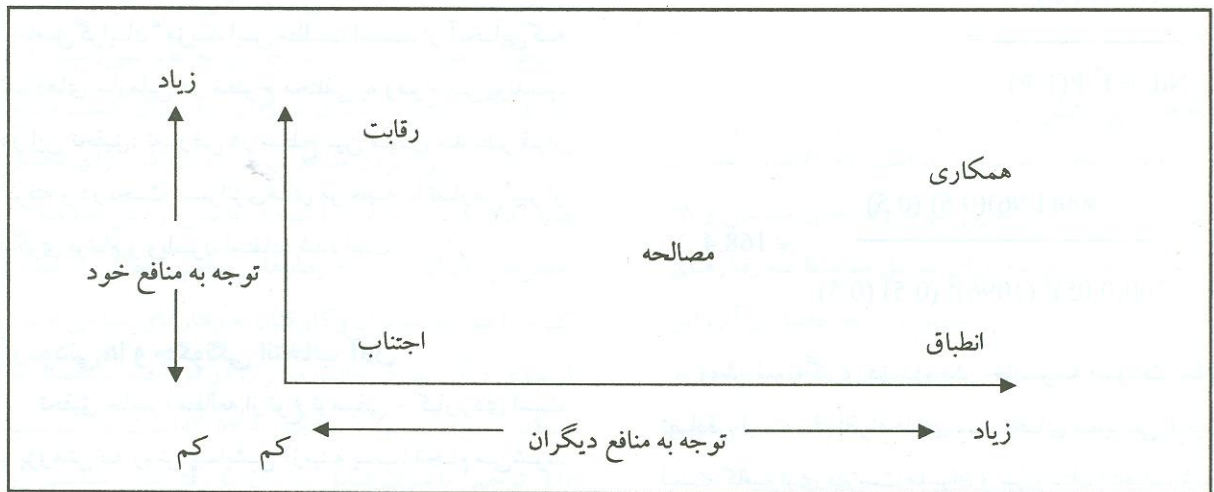 زیاد
رقابت
همکاری
مصالحه
توجه به منافع خود
اجتناب
انطباق
کم
کم
توجه به منافع دیگران
زیاد